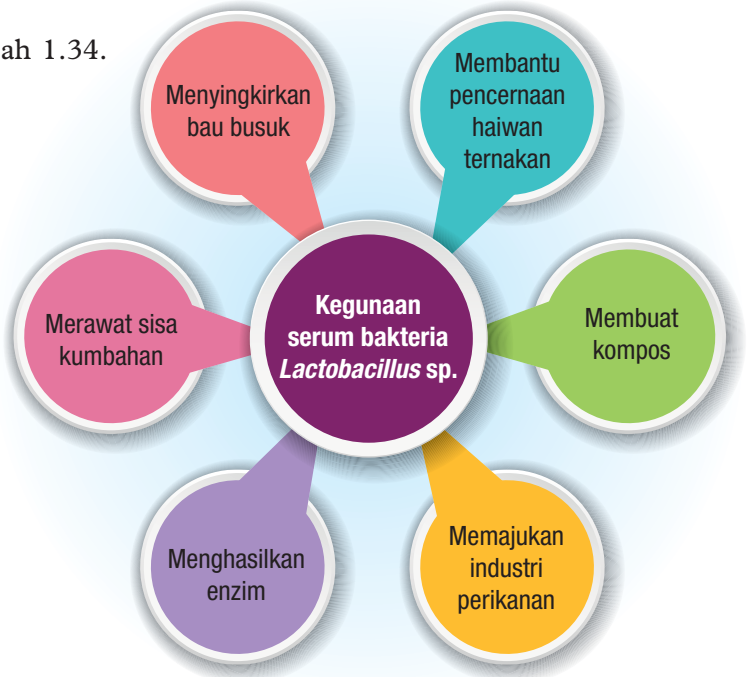 ah 1.34.
Menyingkirkan
bau busuk
Membantu
pencernaan
haiwan
ternakan
Merawat sisa
kumbahan
Kegunaan
serum bakteria
Lactobacillus sp.
Membuat
kompos
Menghasilkan
enzim
Memajukan
industri
perikanan